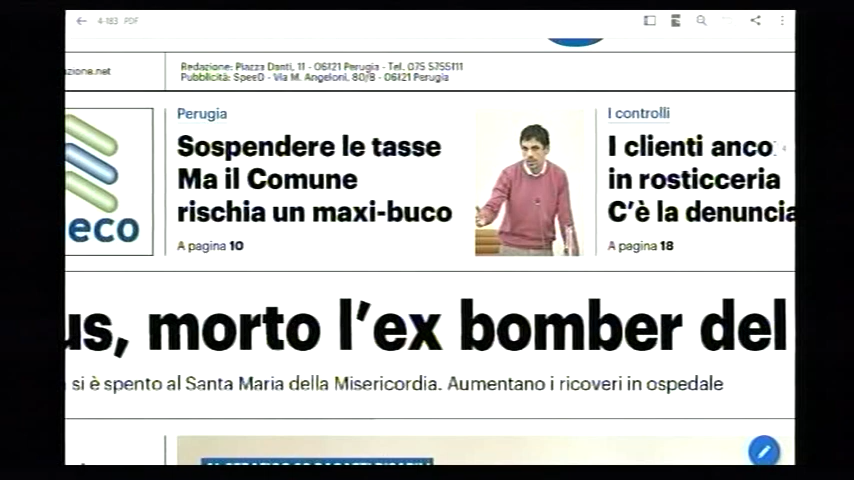 4-183 PDF
zione.net
Redazione: Piazza Danti, 11 - 06121 Perugia - Tel. 075 5755111
Pubblicità: SpeeD - Via M. Angeloni, 80/B - 06121 Perugia
eco
Perugia
Sospendere le tasse
Ma il Comune
rischia un maxi-buco
A pagina 10
I controlli
I clienti anco
in rosticceria
C'è la denuncia
A pagina 18
us, morto l'ex bomber del
si è spento al Santa Maria della Misericordia. Aumentano i ricoveri in ospedale